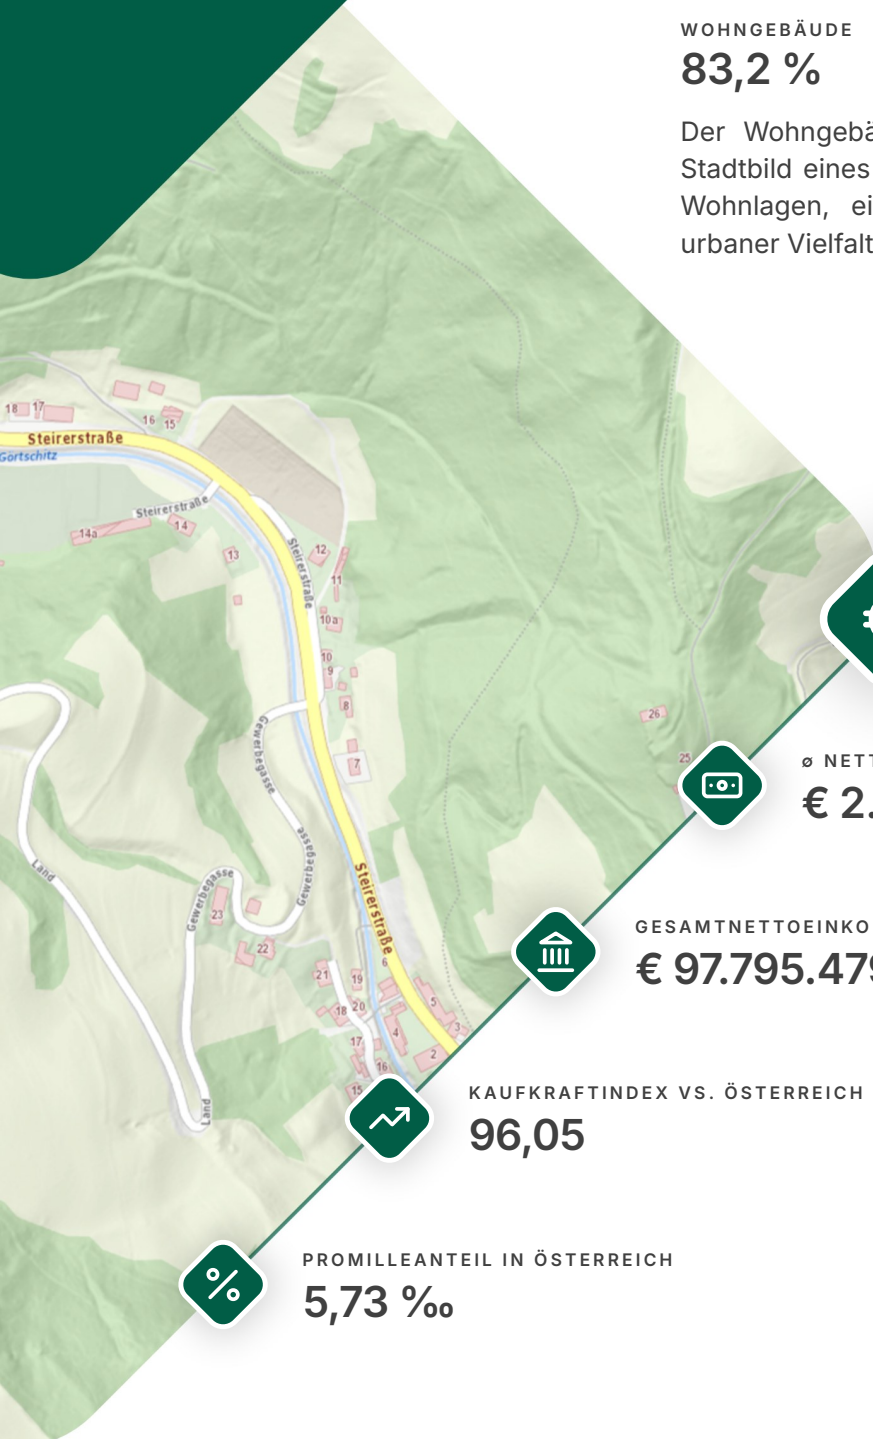 WOHNGEBÄUDE
83,2 %
Der Wohngebä
Stadtbild eines
Wohnlagen, ei
urbaner Vielfalt
18 17
16 15
Steirerstraße
Görtschitz
Steirerstraße
14a
14
13
Steirerstraße
12
11
10a
10
9
8
Gewerbegasse
7
26
25
ø NETT
€ 2.
Gewerbegasse
Land
Steirerstraße
Gewerbegasse
23
22
GESAMTNETTOEINKO
€ 97.795.479
6
21
19
20
18
5
4
3
17
2
16
15
KAUFKRAFTINDEX VS. ÖSTERREICH
96,05
Land
PROMILLEANTEIL IN ÖSTERREICH
5,73 ‰